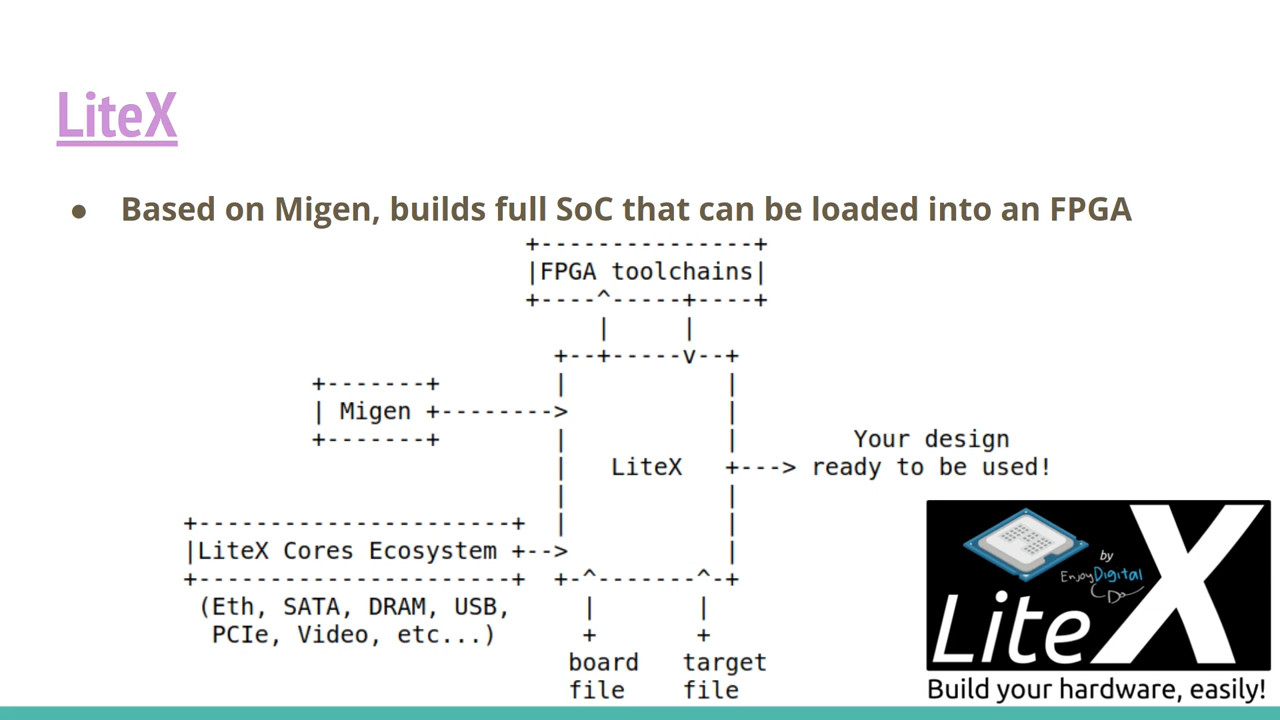 LiteX
● Based on Migen, builds full SoC that can be loaded into an FPGA
                                                +---------------+
                                                |FPGA toolchains|
                                                +----^-----+----+
                                                     |     |
                                                  +--+-----v--+
                                 +-------+        |           |
                                 | Migen +-------->           |
                                 +-------+        |           |        Your design
                                                  |   LiteX   +---> ready to be used!
                                                  |           |
                        +----------------------+  |           |
                        |LiteX Cores Ecosystem +-->           |
                        +----------------------+  +-^-------^-+
                         (Eth, SATA, DRAM, USB,     |       |
                          PCIe, Video, etc...)      +       +
                                                   board   target
                                                   file    file
by
EnjoyDigital
LiteX
Build your hardware, easily!